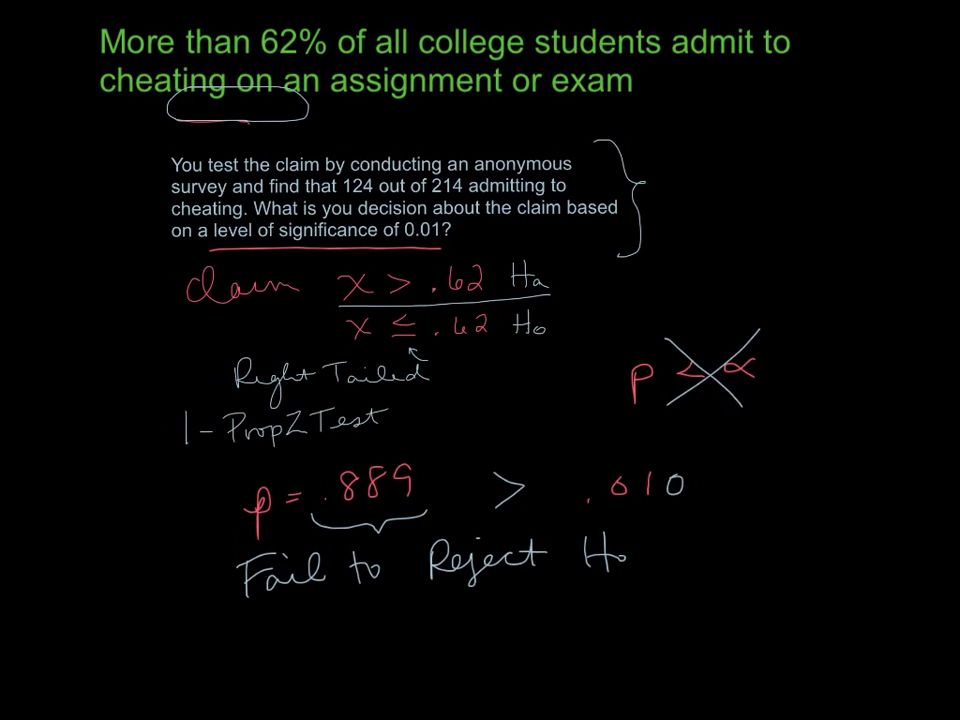 More than 62% of all college students admit to
cheating on an assignment or exam
You test the claim by conducting an anonymous
survey and find that 124 out of 214 admitting to
cheating. What is you decision about the claim based
on a level of significance of 0.01?
Claim x > .62 Ha
x ≤ .62 Ho
Right Tailed
p < α
1-PropZTest
p = .889 > .010
Fail to Reject Ho